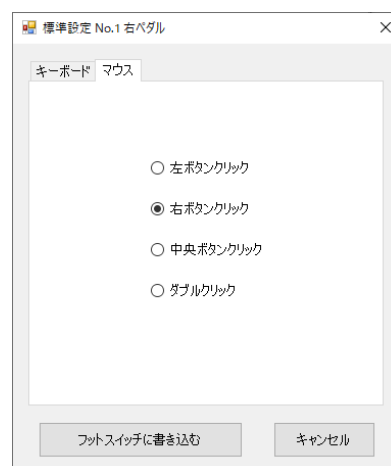 標準設定 No.1 右ペダル
キーボード マウス
左ボタンクリック
右ボタンクリック
中央ボタンクリック
ダブルクリック
フットスイッチに書き込む キャンセル